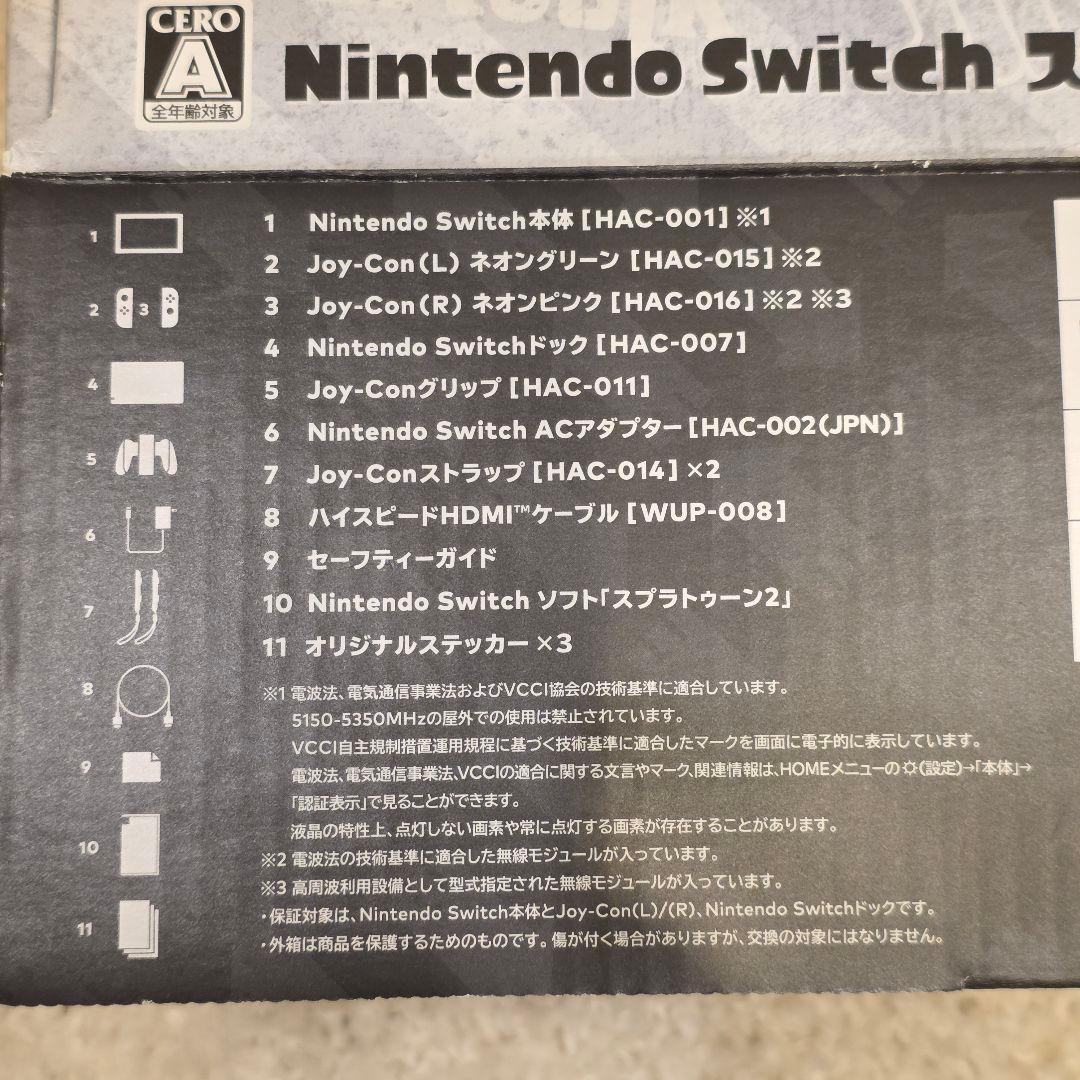 CERO
A
全年齢対象
Nintendo Switch ス
1 Nintendo Switch本体 [HAC-001] ※1
2 Joy-Con(L) ネオングリーン [HAC-015] ※2
3 Joy-Con(R) ネオンピンク [HAC-016] ※2 ※3
4 Nintendo Switchドック [HAC-007]
5 Joy-Conグリップ [HAC-011]
6 Nintendo Switch ACアダプター [HAC-002(JPN)]
7 Joy-Conストラップ [HAC-014] ×2
8 ハイスピードHDMI™ケーブル [WUP-008]
9 セーフティーガイド
10 Nintendo Switch ソフト「スプラトゥーン2」
11 オリジナルステッカー ×3
※1 電波法、電気通信事業法およびVCCI協会の技術基準に適合しています。
5150-5350MHzの屋外での使用は禁止されています。
VCCI自主規制措置運用規程に基づく技術基準に適合したマークを画面に電子的に表示しています。
電波法、電気通信事業法、VCCIの適合に関する文言やマーク、関連情報は、HOMEメニューの(設定)→「本体」→
「認証表示」で見ることができます。
液晶の特性上、点灯しない画素や常に点灯する画素が存在することがあります。
※2 電波法の技術基準に適合した無線モジュールが入っています。
※3 高周波利用設備として型式指定された無線モジュールが入っています。
・保証対象は、Nintendo Switch本体とJoy-Con(L)/(R)、Nintendo Switchドックです。
・外箱は商品を保護するためのものです。傷が付く場合がありますが、交換の対象にはなりません。
1
2
3
4
5
6
7
8
9
10
11